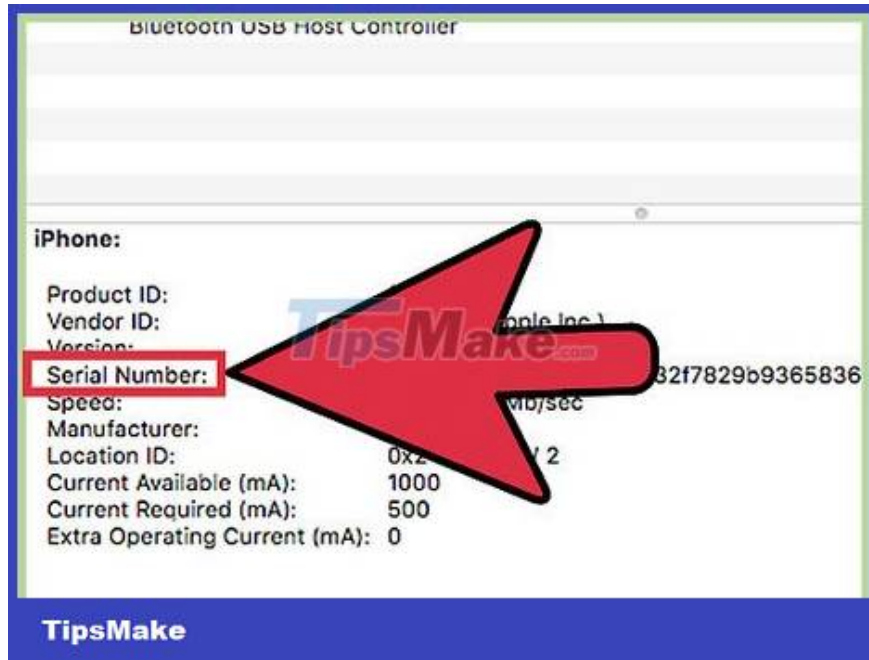 Bluetooth USB Host Controller
iPhone:
Product ID:
Vendor ID: Apple Inc.)
Version:
Serial Number: 32f7829b9365836
Speed: Mb/sec
Manufacturer:
Location ID: 0x2 / 2
Current Available (mA): 1000
Current Required (mA): 500
Extra Operating Current (mA): 0
TipsMake.com
TipsMake